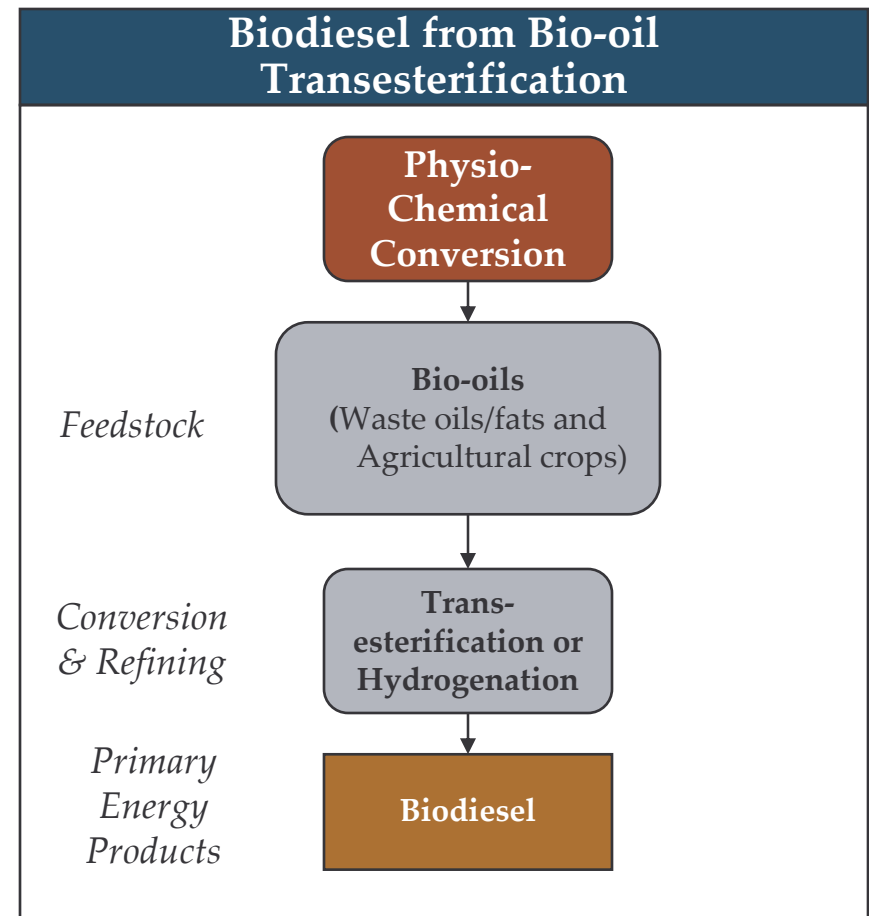 Biodiesel from Bio-oil
Transesterification
Physio-
Chemical
Conversion
Feedstock
Bio-oils
(Waste oils/fats and
Agricultural crops)
Conversion
& Refining
Trans-
esterification or
Hydrogenation
Primary
Energy
Products
Biodiesel